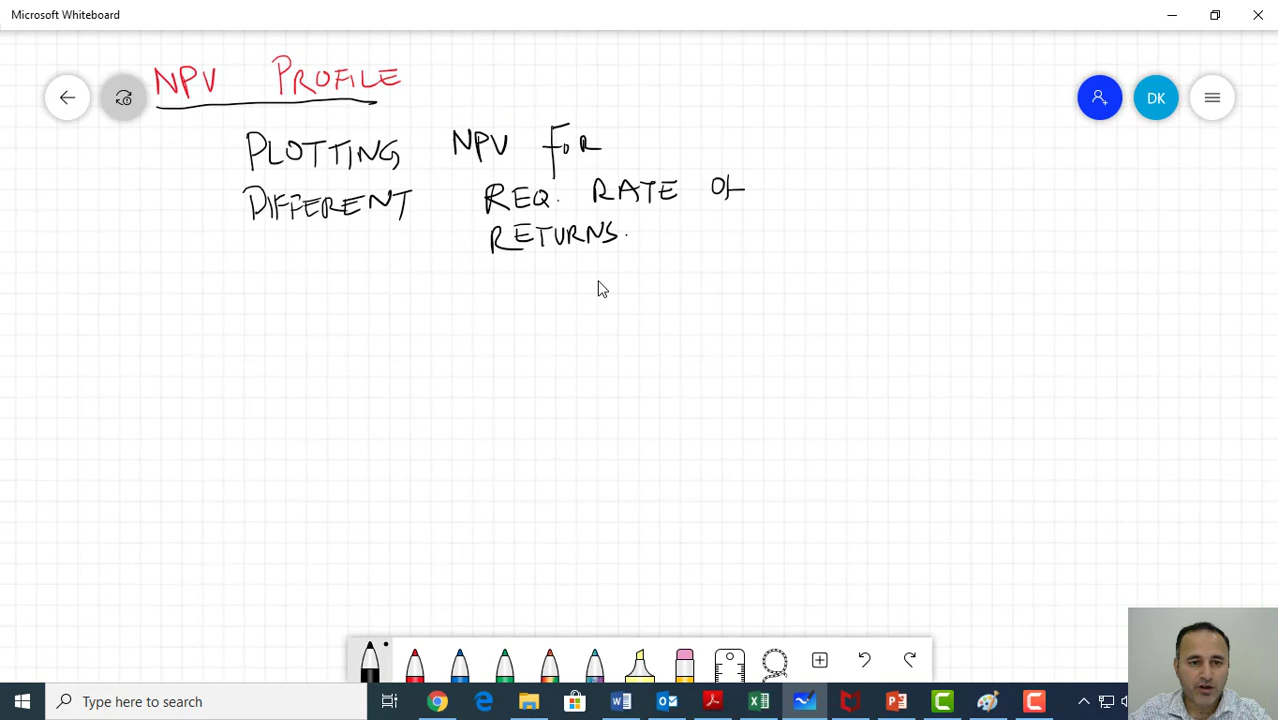 Microsoft Whiteboard
NPV PROFILE
DK
PLOTTING NPV FOR
DIFFERENT REQ. RATE OF
RETURNS.
Type here to search